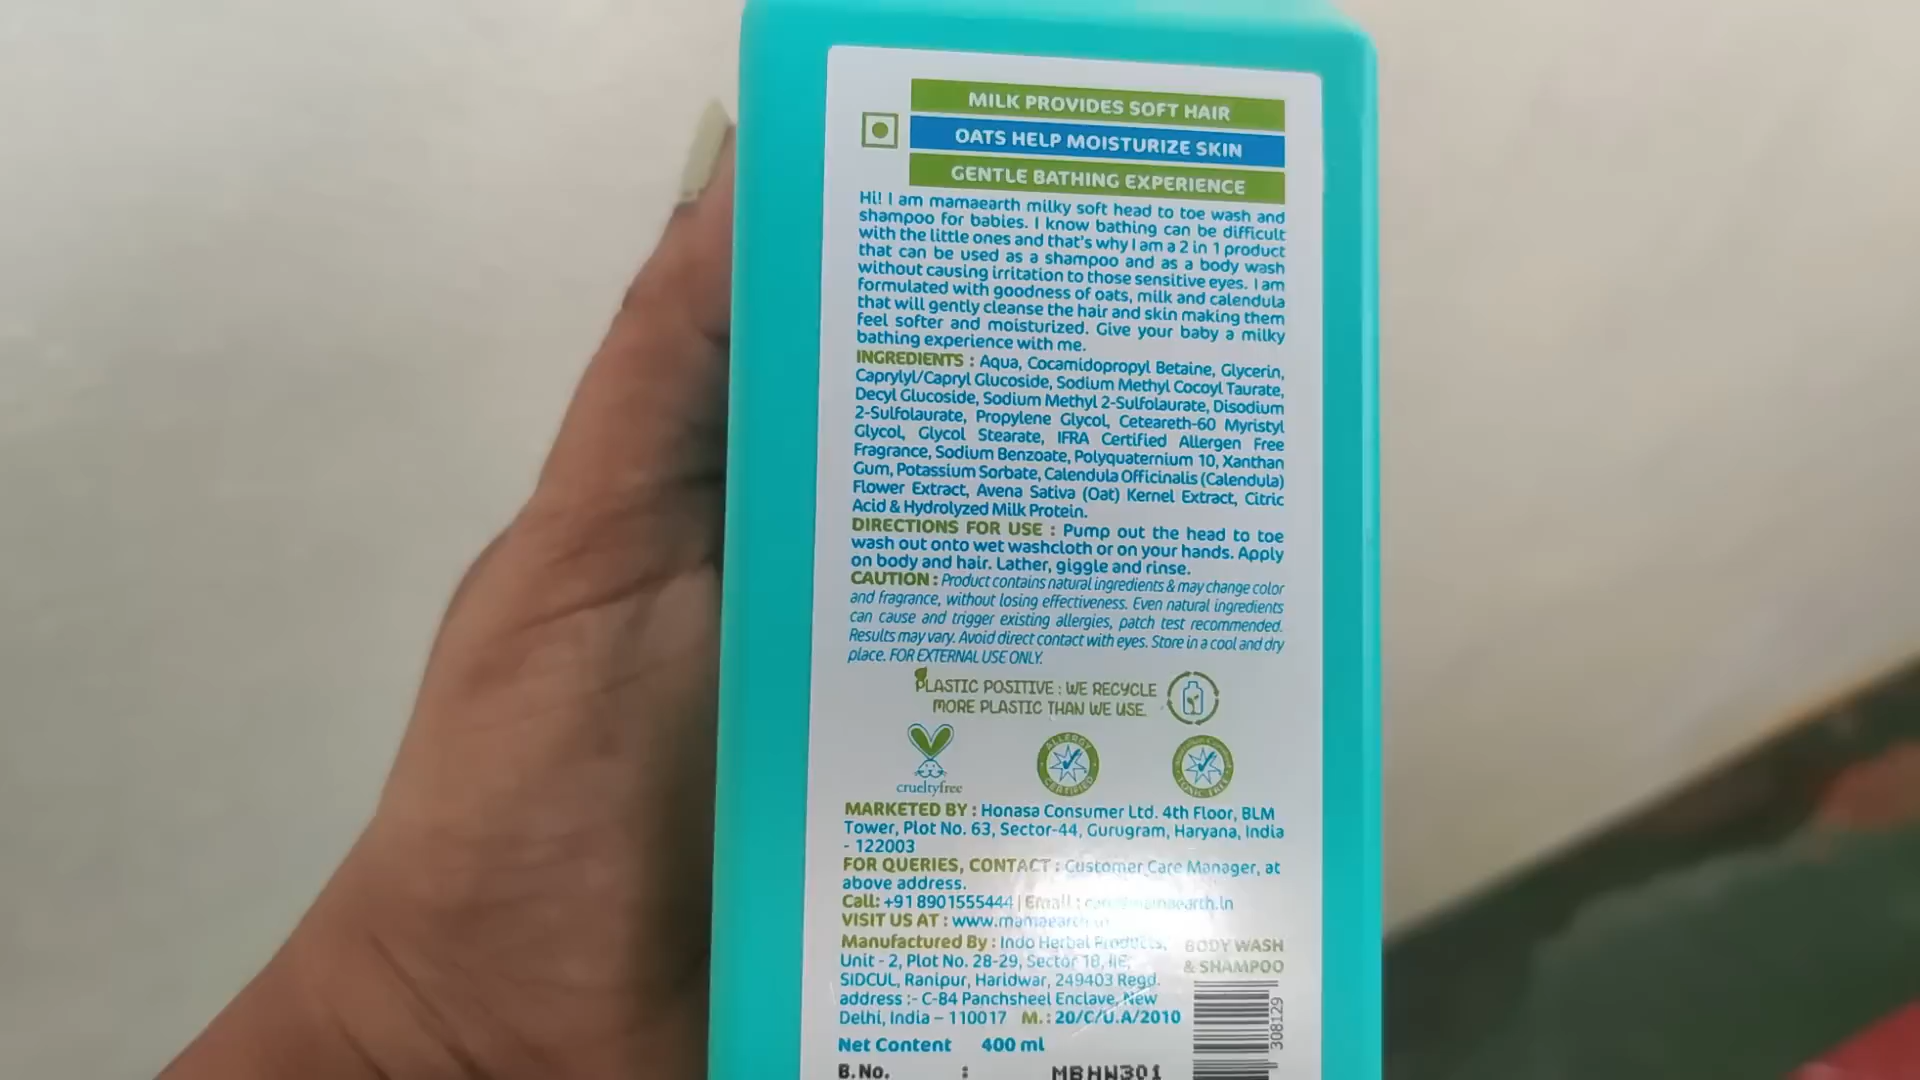 MILK PROVIDES SOFT HAIR
OATS HELP MOISTURIZE SKIN
GENTLE BATHING EXPERIENCE
Hi! I am mamaearth milky soft head to toe wash and
shampoo for babies. I know bathing can be difficult
with the little ones and that's why I am a 2 in 1 product
that can be used as a shampoo and as a body wash
without causing irritation to those sensitive eyes. I am
formulated with goodness of oats, milk and calendula
that will gently cleanse the hair and skin making them
feel softer and moisturized. Give your baby a milky
bathing experience with me.
INGREDIENTS : Aqua, Cocamidopropyl Betaine, Glycerin,
Caprylyl/Capryl Glucoside, Sodium Methyl Cocoyl Taurate,
Decyl Glucoside, Sodium Methyl 2-Sulfolaurate, Disodium
2-Sulfolaurate, Propylene Glycol, Ceteareth-60 Myristyl
Glycol, Glycol Stearate, IFRA Certified Allergen Free
Fragrance, Sodium Benzoate, Polyquaternium 10, Xanthan
Gum, Potassium Sorbate, Calendula Officinalis (Calendula)
Flower Extract, Avena Sativa (Oat) Kernel Extract, Citric
Acid & Hydrolyzed Milk Protein.
DIRECTIONS FOR USE : Pump out the head to toe
wash out onto wet washcloth or on your hands. Apply
on body and hair. Lather, giggle and rinse.
CAUTION : Product contains natural ingredients & may change color
and fragrance, without losing effectiveness. Even natural ingredients
can cause and trigger existing allergies, patch test recommended.
Results may vary. Avoid direct contact with eyes. Store in a cool and dry
place. FOR EXTERNAL USE ONLY.
PLASTIC POSITIVE : WE RECYCLE
MORE PLASTIC THAN WE USE.
crueltyfree
ALLERGY CERTIFIED
TOXIC FREE
MARKETED BY : Honasa Consumer Ltd. 4th Floor, BLM
Tower, Plot No. 63, Sector-44, Gurugram, Haryana, India
- 122003
FOR QUERIES, CONTACT : Customer Care Manager, at
above address.
Call: +91 8901555444 | Email : care@mamaearth.in
VISIT US AT : www.mamaearth.in
Manufactured By : Indo Herbal Products,
Unit - 2, Plot No. 28-29, Sector 18, IIE,
SIDCUL, Ranipur, Haridwar, 249403 Regd.
address :- C-84 Panchsheel Enclave, New
Delhi, India – 110017 M. : 20/C/U.A/2010
BODY WASH
& SHAMPOO
308129
Net Content 400 ml
B.No. : MBHW301